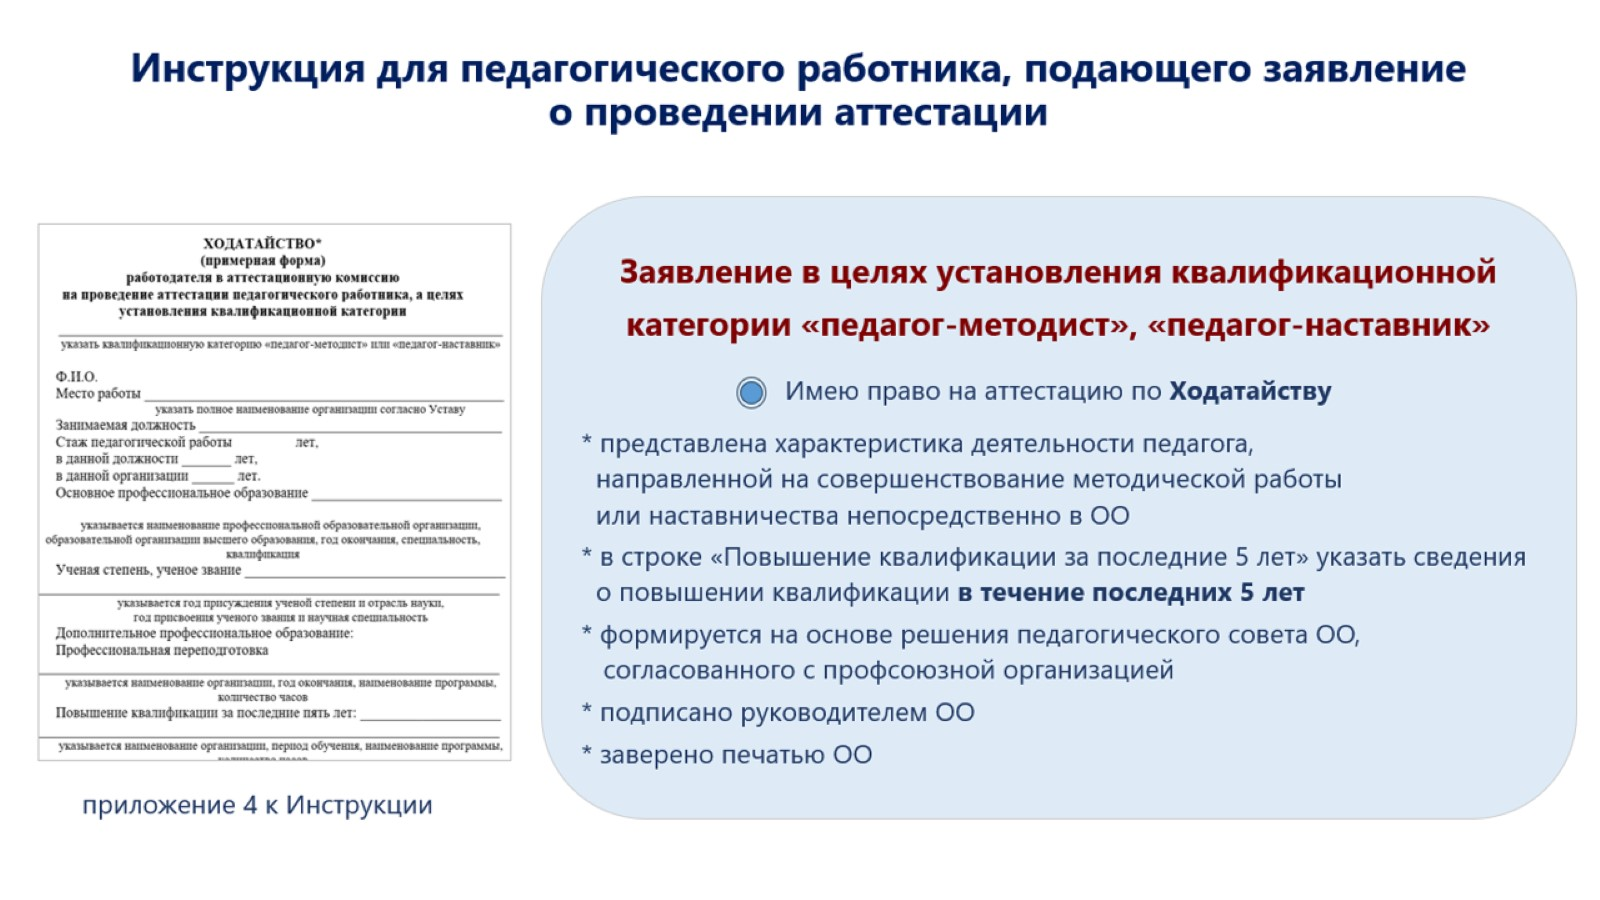 Инструкция для педагогического работника, подающего заявление
о проведении аттестации
ХОДАТАЙСТВО*
(примерная форма)
работодателя в аттестационную комиссию
на проведение аттестации педагогического работника, а целях
установления квалификационной категории
указать квалификационную категорию «педагог-методист» или «педагог-наставник»
Ф.И.О.
Место работы
указать полное наименование организации согласно Уставу
Занимаемая должность
Стаж педагогической работы лет,
в данной должности ______ лет,
в данной организации ______ лет.
Основное профессиональное образование
указывается наименование профессиональной образовательной организации,
образовательной организации высшего образования, год окончания, специальность,
квалификация
Ученая степень, ученое звание
указывается год присуждения ученой степени и отрасль науки,
год присвоения ученого звания и научная специальность
Дополнительное профессиональное образование:
Профессиональная переподготовка
указывается наименование организации, год окончания, наименование программы,
количество часов
Повышение квалификации за последние пять лет:
указывается наименование организации, период обучения, наименование программы,
приложение 4 к Инструкции
Заявление в целях установления квалификационной
категории «педагог-методист», «педагог-наставник»
Имею право на аттестацию по Ходатайству
* представлена характеристика деятельности педагога,
направленной на совершенствование методической работы
или наставничества непосредственно в ОО
* в строке «Повышение квалификации за последние 5 лет» указать сведения
о повышении квалификации в течение последних 5 лет
* формируется на основе решения педагогического совета ОО,
согласованного с профсоюзной организацией
* подписано руководителем ОО
* заверено печатью ОО